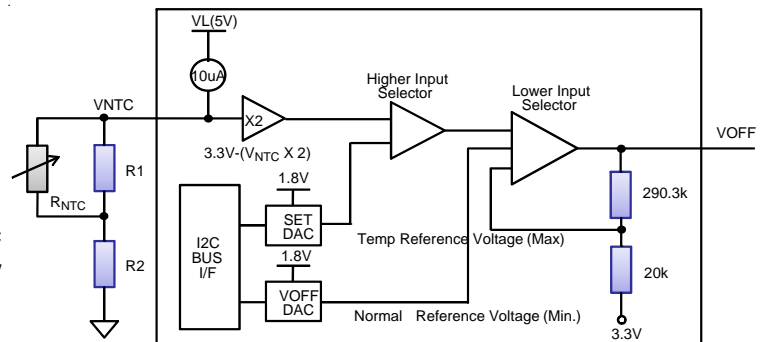 VL(5V)
10uA
Higher Input
Selector
Lower Input
Selector
VNTC
X2
VOFF
3.3V-(VNTC X 2)
R1
RNTC
1.8V
290.3k
I2C
BUS
I/F
SET
DAC
Temp Reference Voltage (Max)
R2
1.8V
20k
VOFF
DAC
Normal Reference Voltage (Min.)
3.3V